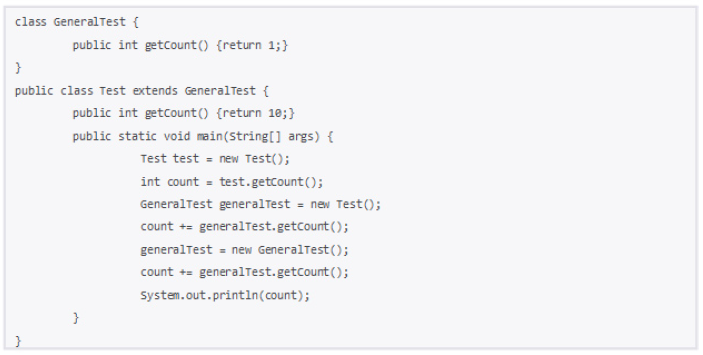 class GeneralTest {
public int getCount() {return 1;}
}
public class Test extends GeneralTest {
public int getCount() {return 10;}
public static void main(String[] args) {
Test test = new Test();
int count = test.getCount();
GeneralTest generalTest = new Test();
count += generalTest.getCount();
generalTest = new GeneralTest();
count += generalTest.getCount();
System.out.println(count);
}
}